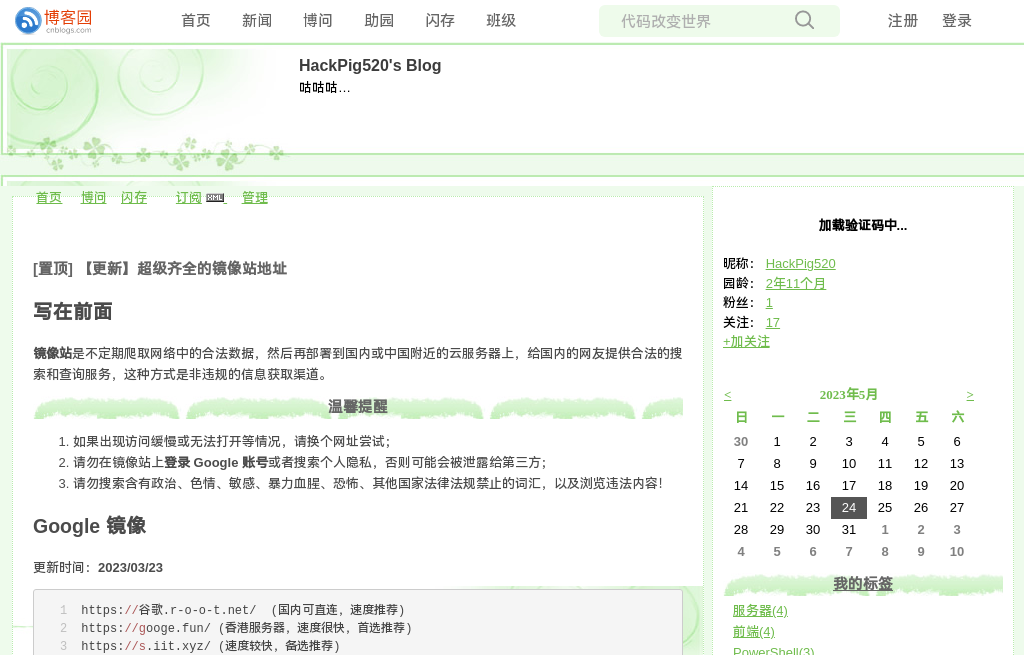 博客园
cnblogs.com
首页 新闻 博问 助园 闪存 班级
代码改变世界
注册 登录
HackPig520's Blog
咕咕咕…
首页 博问 闪存 订阅 XML 管理
[置顶] 【更新】超级齐全的镜像站地址
写在前面
镜像站是不定期爬取网络中的合法数据，然后再部署到国内或中国附近的云服务器上，给国内的网友提供合法的搜
索和查询服务，这种方式是非违规的信息获取渠道。
温馨提醒
1. 如果出现访问缓慢或无法打开等情况，请换个网址尝试；
2. 请勿在镜像站上登录 Google 账号或者搜索个人隐私，否则可能会被泄露给第三方；
3. 请勿搜索含有政治、色情、敏感、暴力血腥、恐怖、其他国家法律法规禁止的词汇，以及浏览违法内容！
Google 镜像
更新时间：2023/03/23
1 https://谷歌.r-o-o-t.net/ （国内可直连，速度推荐）
2 https://googe.fun/（香港服务器，速度很快，首选推荐）
3 https://s.iit.xyz/（速度较快，备选推荐）
加载验证码中...
昵称： HackPig520
园龄： 2年11个月
粉丝： 1
关注： 17
+加关注
< 2023年5月 >
日 一 二 三 四 五 六
30 1 2 3 4 5 6
7 8 9 10 11 12 13
14 15 16 17 18 19 20
21 22 23 24 25 26 27
28 29 30 31 1 2 3
4 5 6 7 8 9 10
我的标签
服务器(4)
前端(4)
PowerShell(3)